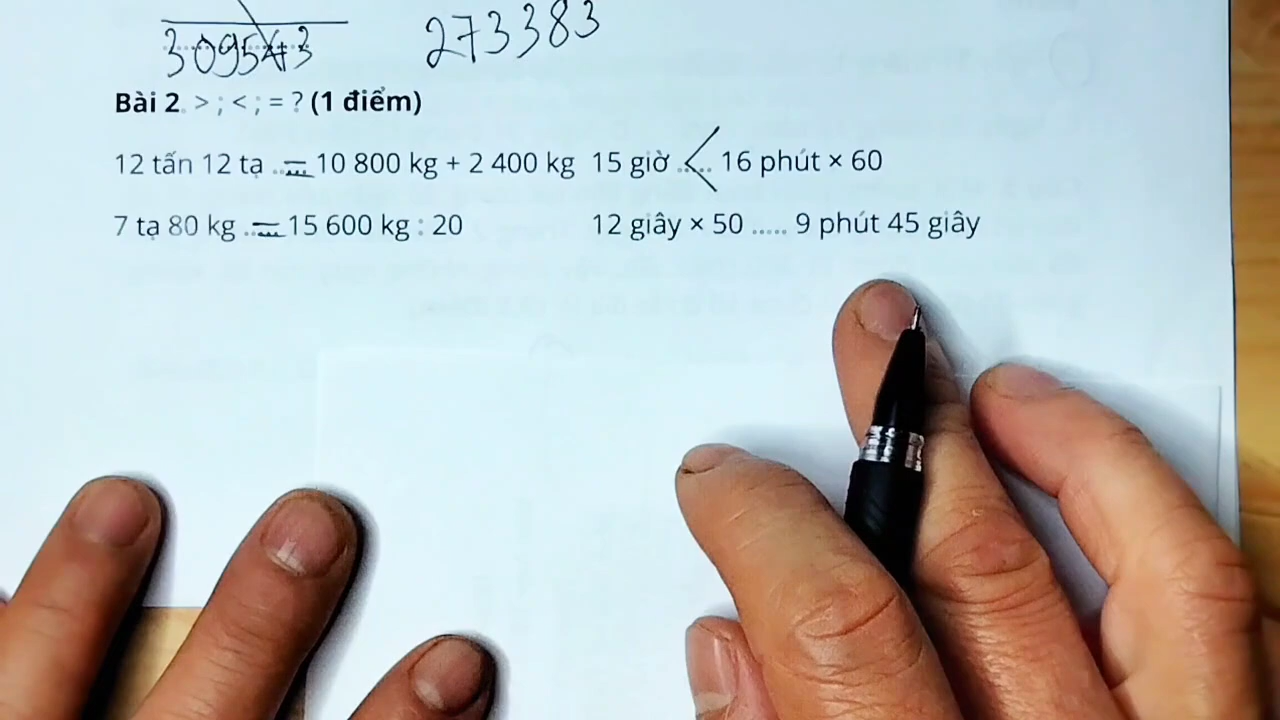 309543 273383
Bài 2. > ; < ; = ? (1 điểm)
12 tấn 12 tạ ..=.. 10 800 kg + 2 400 kg 15 giờ ..<.. 16 phút × 60
7 tạ 80 kg ..=.. 15 600 kg : 20 12 giây × 50 ..... 9 phút 45 giây